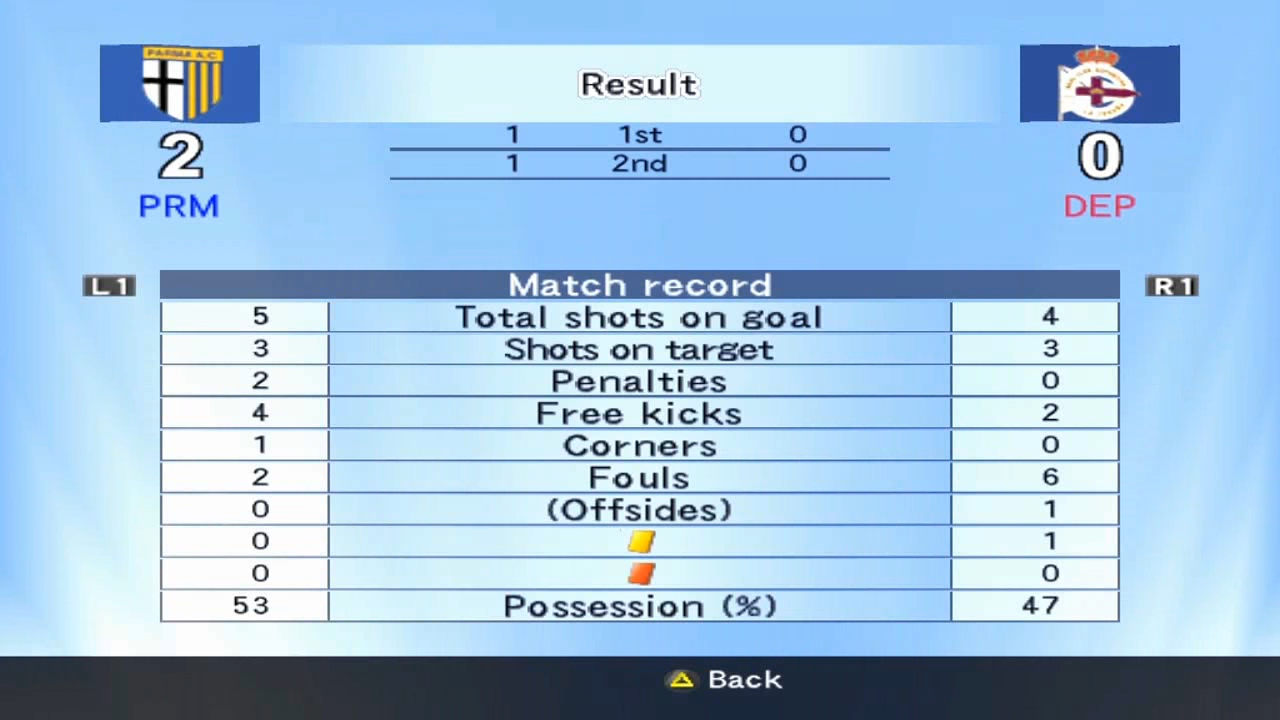 PARMA A.C.
Result
1 1st 0
1 2nd 0
2 0
PRM DEP
L1 Match record R1
5 Total shots on goal 4
3 Shots on target 3
2 Penalties 0
4 Free kicks 2
1 Corners 0
2 Fouls 6
0 (Offsides) 1
0 1
0 0
53 Possession (%) 47
Back